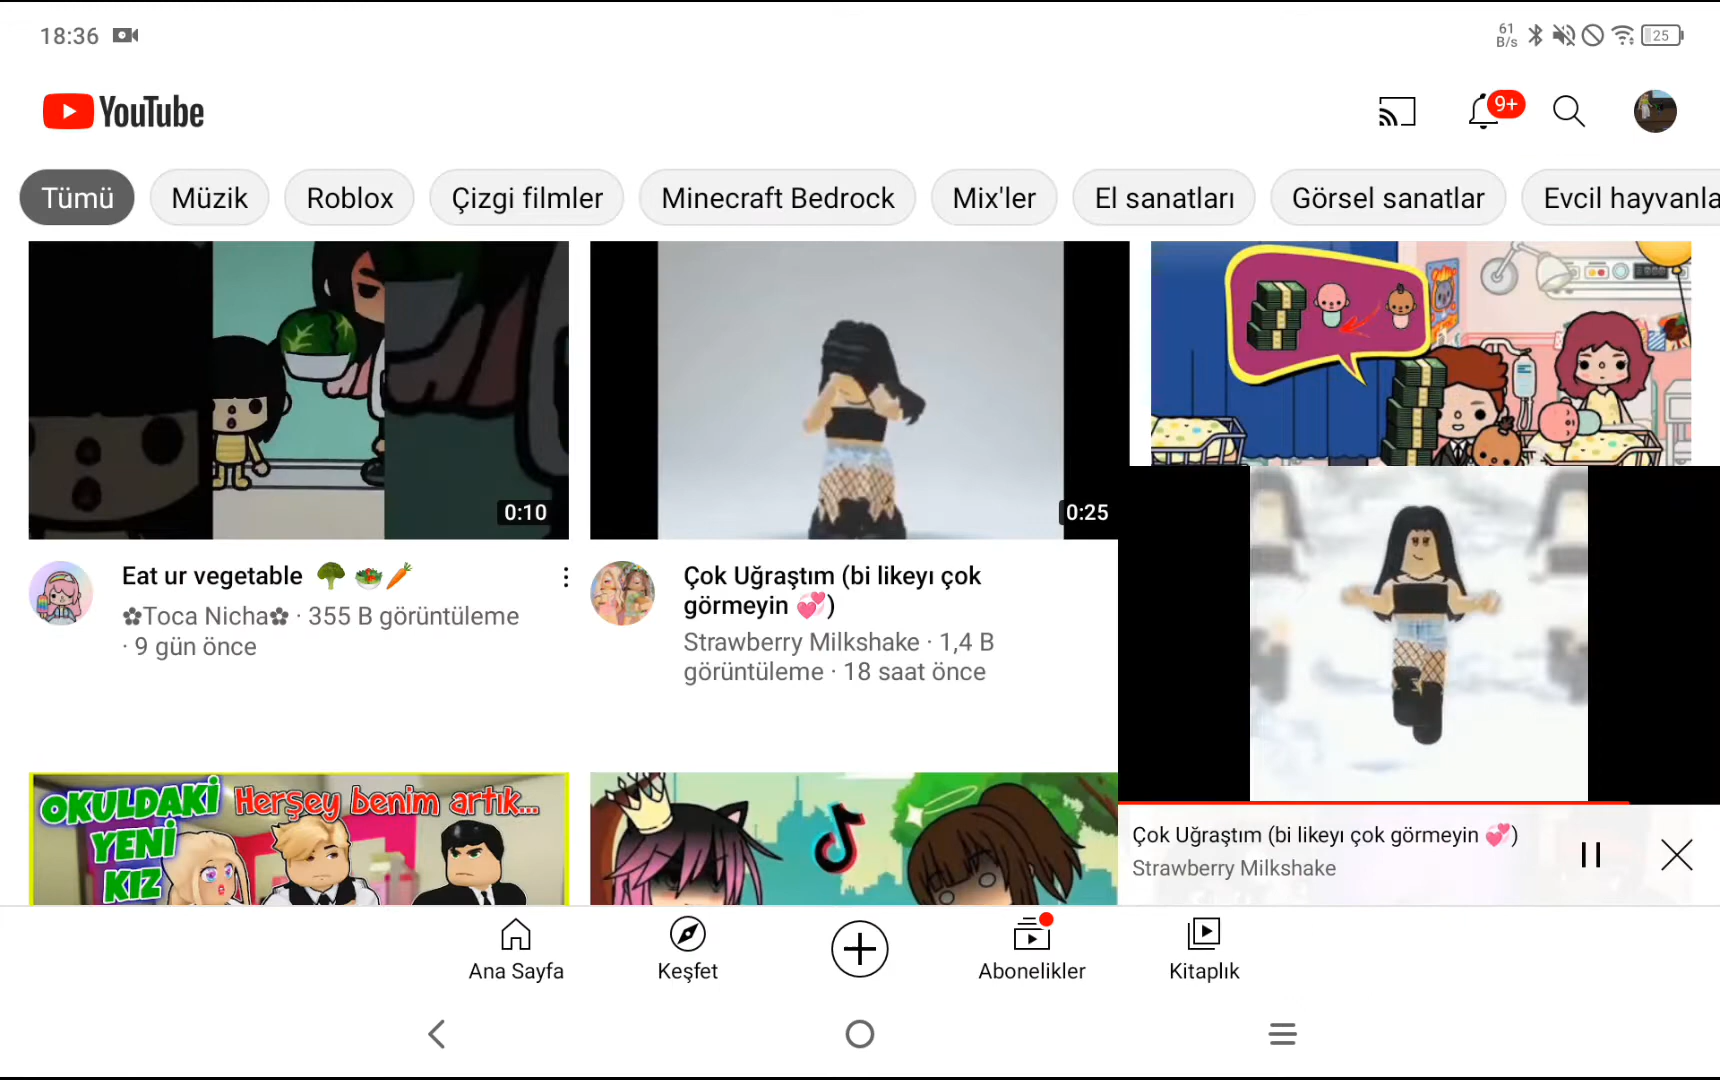 18:36
61 B/s
25
YouTube
9+
Tümü
Müzik
Roblox
Çizgi filmler
Minecraft Bedrock
Mix'ler
El sanatları
Görsel sanatlar
Evcil hayvanla
0:10
0:25
Eat ur vegetable 🥦 🥗🥕
✿Toca Nicha✿ · 355 B görüntüleme
· 9 gün önce
Çok Uğraştım (bi likeyı çok
görmeyin 💞)
Strawberry Milkshake · 1,4 B
görüntüleme · 18 saat önce
OKULDAKİ
YENİ
KIZ
Herşey benim artık...
Çok Uğraştım (bi likeyı çok görmeyin 💞)
Strawberry Milkshake
Ana Sayfa
Keşfet
Abonelikler
Kitaplık